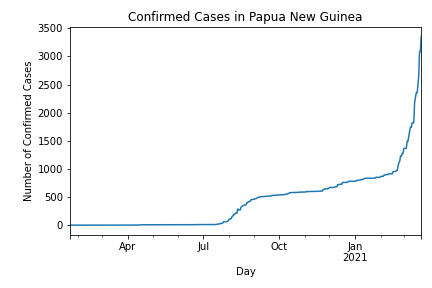 Confirmed Cases in Papua New Guinea
3500
3000
2500
2000
1500
1000
500
0
Number of Confirmed Cases
Apr
Jul
Oct
Jan
2021
Day